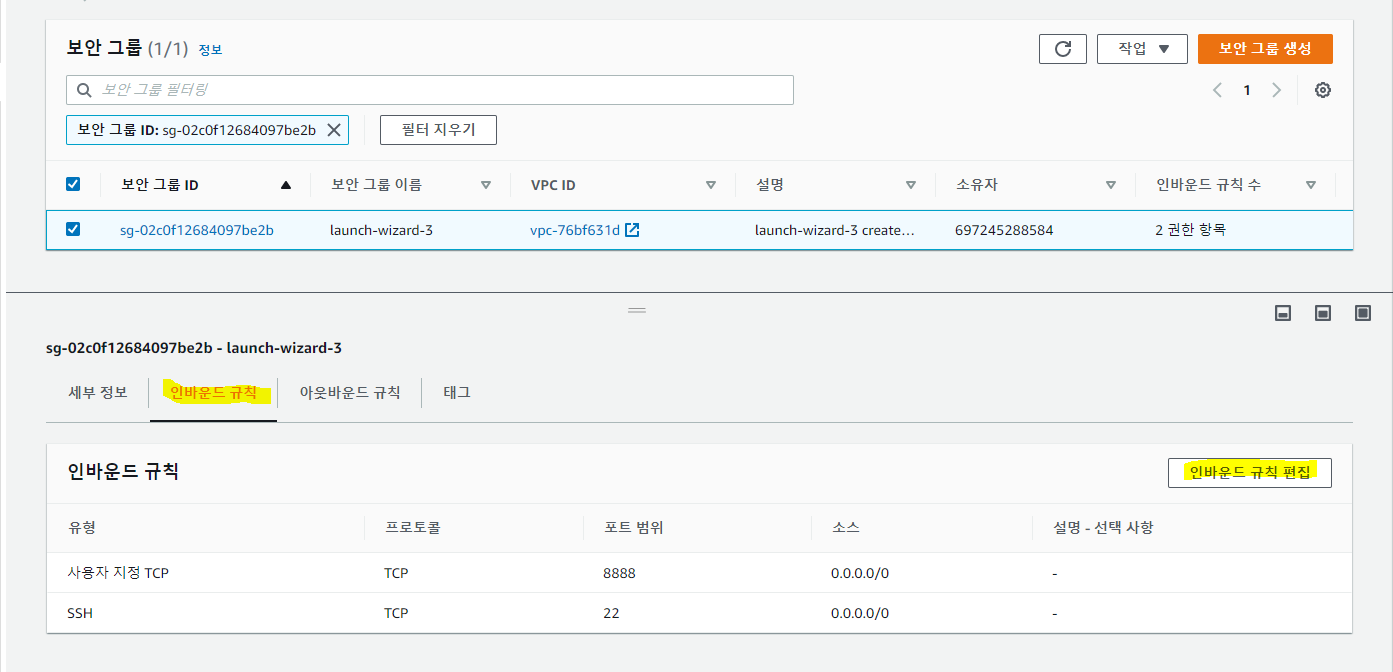 보안 그룹 (1/1) 정보
작업 보안 그룹 생성
보안 그룹 필터링
1
보안 그룹 ID: sg-02c0f12684097be2b
필터 지우기
보안 그룹 ID 보안 그룹 이름 VPC ID 설명 소유자 인바운드 규칙 수
sg-02c0f12684097be2b launch-wizard-3 vpc-76bf631d launch-wizard-3 create... 697245288584 2 권한 항목
sg-02c0f12684097be2b - launch-wizard-3
세부 정보 인바운드 규칙 아웃바운드 규칙 태그
인바운드 규칙 인바운드 규칙 편집
유형 프로토콜 포트 범위 소스 설명 - 선택 사항
사용자 지정 TCP TCP 8888 0.0.0.0/0 -
SSH TCP 22 0.0.0.0/0 -